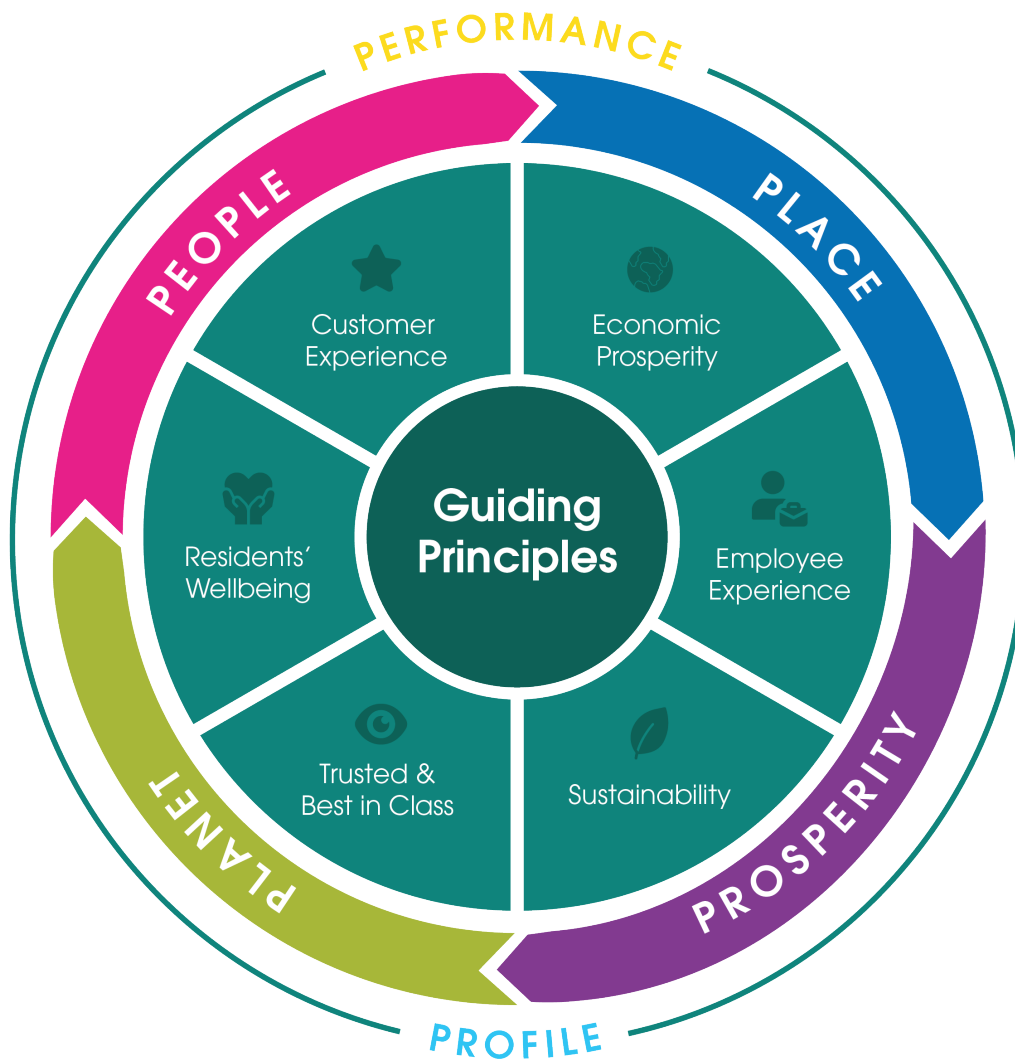 PERFORMANCE
PEOPLE
PLACE
Customer
Experience
Economic
Prosperity
Guiding
Principles
Residents’
Wellbeing
Employee
Experience
Trusted &
Best in Class
Sustainability
PLANET
PROSPERITY
PROFILE